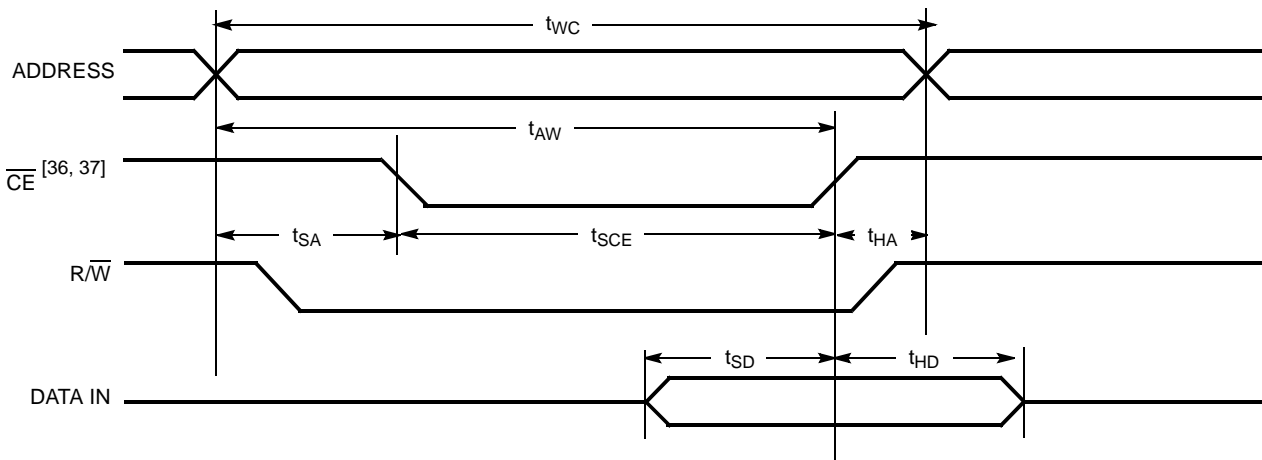 tWC
ADDRESS
tAW
CE [36, 37]
tSA tSCE tHA
R/W
tSD tHD
DATA IN